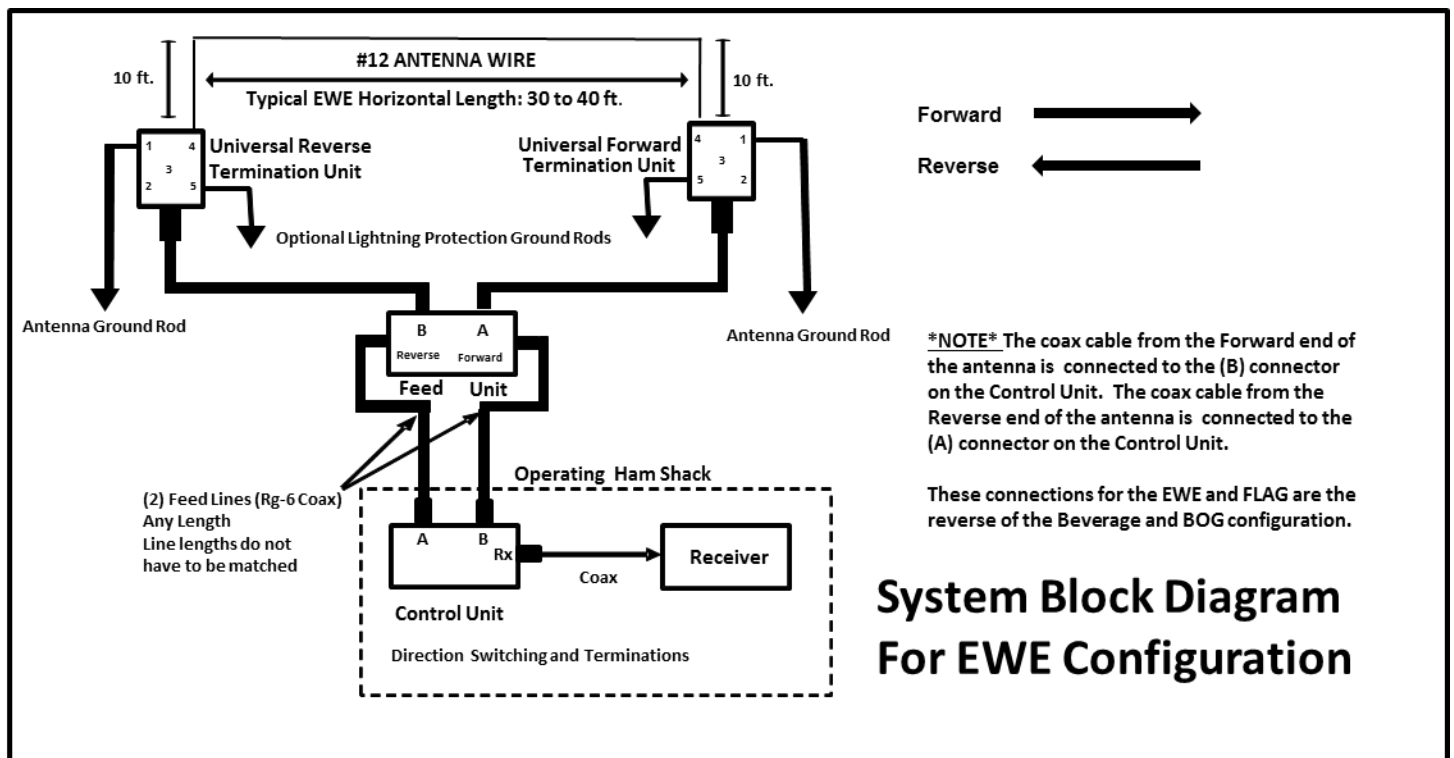 #12 ANTENNA WIRE
10 ft.
10 ft.
Typical EWE Horizontal Length: 30 to 40 ft.
1 4
3
2 5
Universal Reverse
Termination Unit
Universal Forward
Termination Unit
4 1
3
5 2
Optional Lightning Protection Ground Rods
Antenna Ground Rod
Antenna Ground Rod
B A
Reverse Forward
Feed Unit
(2) Feed Lines (Rg-6 Coax)
Any Length
Line lengths do not
have to be matched
Operating Ham Shack
A B
Rx
Coax
Receiver
Control Unit
Direction Switching and Terminations
Forward
Reverse
*NOTE* The coax cable from the Forward end of
the antenna is connected to the (B) connector
on the Control Unit. The coax cable from the
Reverse end of the antenna is connected to the
(A) connector on the Control Unit.
These connections for the EWE and FLAG are the
reverse of the Beverage and BOG configuration.
System Block Diagram
For EWE Configuration